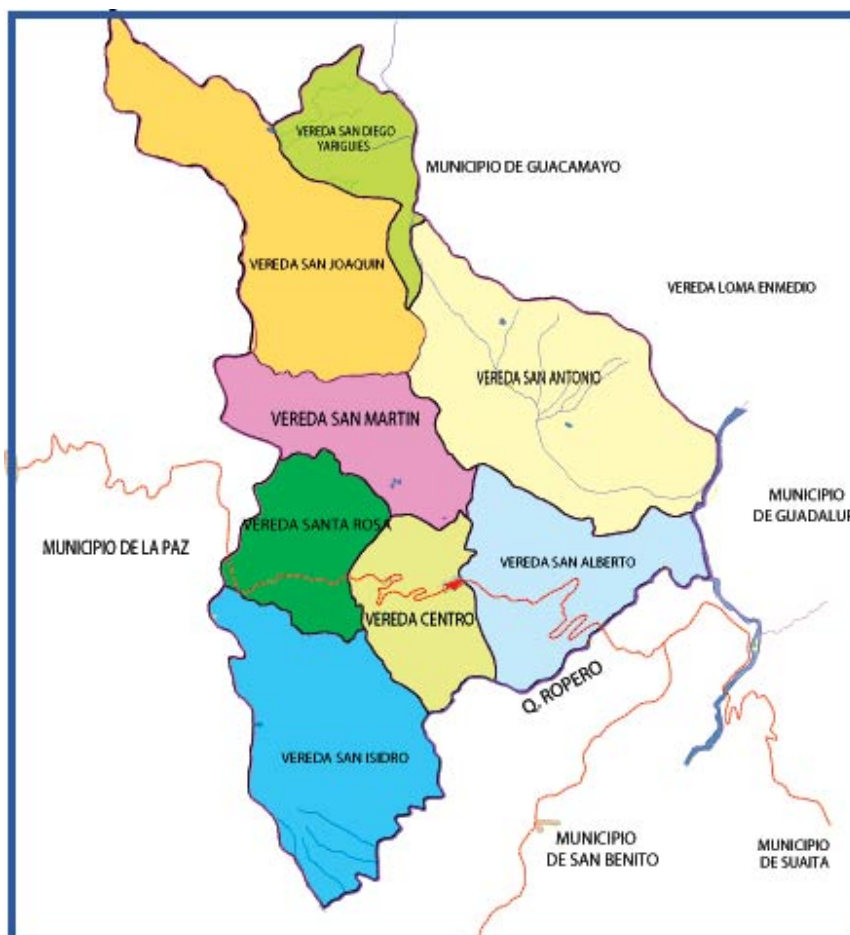 VEREDA SAN DIEGO
YARIGUIES
MUNICIPIO DE GUACAMAYO
VEREDA SAN JOAQUIN
VEREDA LOMA ENMEDIO
VEREDA SAN ANTONIO
VEREDA SAN MARTIN
MUNICIPIO
DE GUADALUP
VEREDA SANTA ROSA
MUNICIPIO DE LA PAZ
VEREDA SAN ALBERTO
VEREDA CENTRO
Q. ROPERO
VEREDA SAN ISIDRO
MUNICIPIO
DE SAN BENITO
MUNICIPIO
DE SUAITA